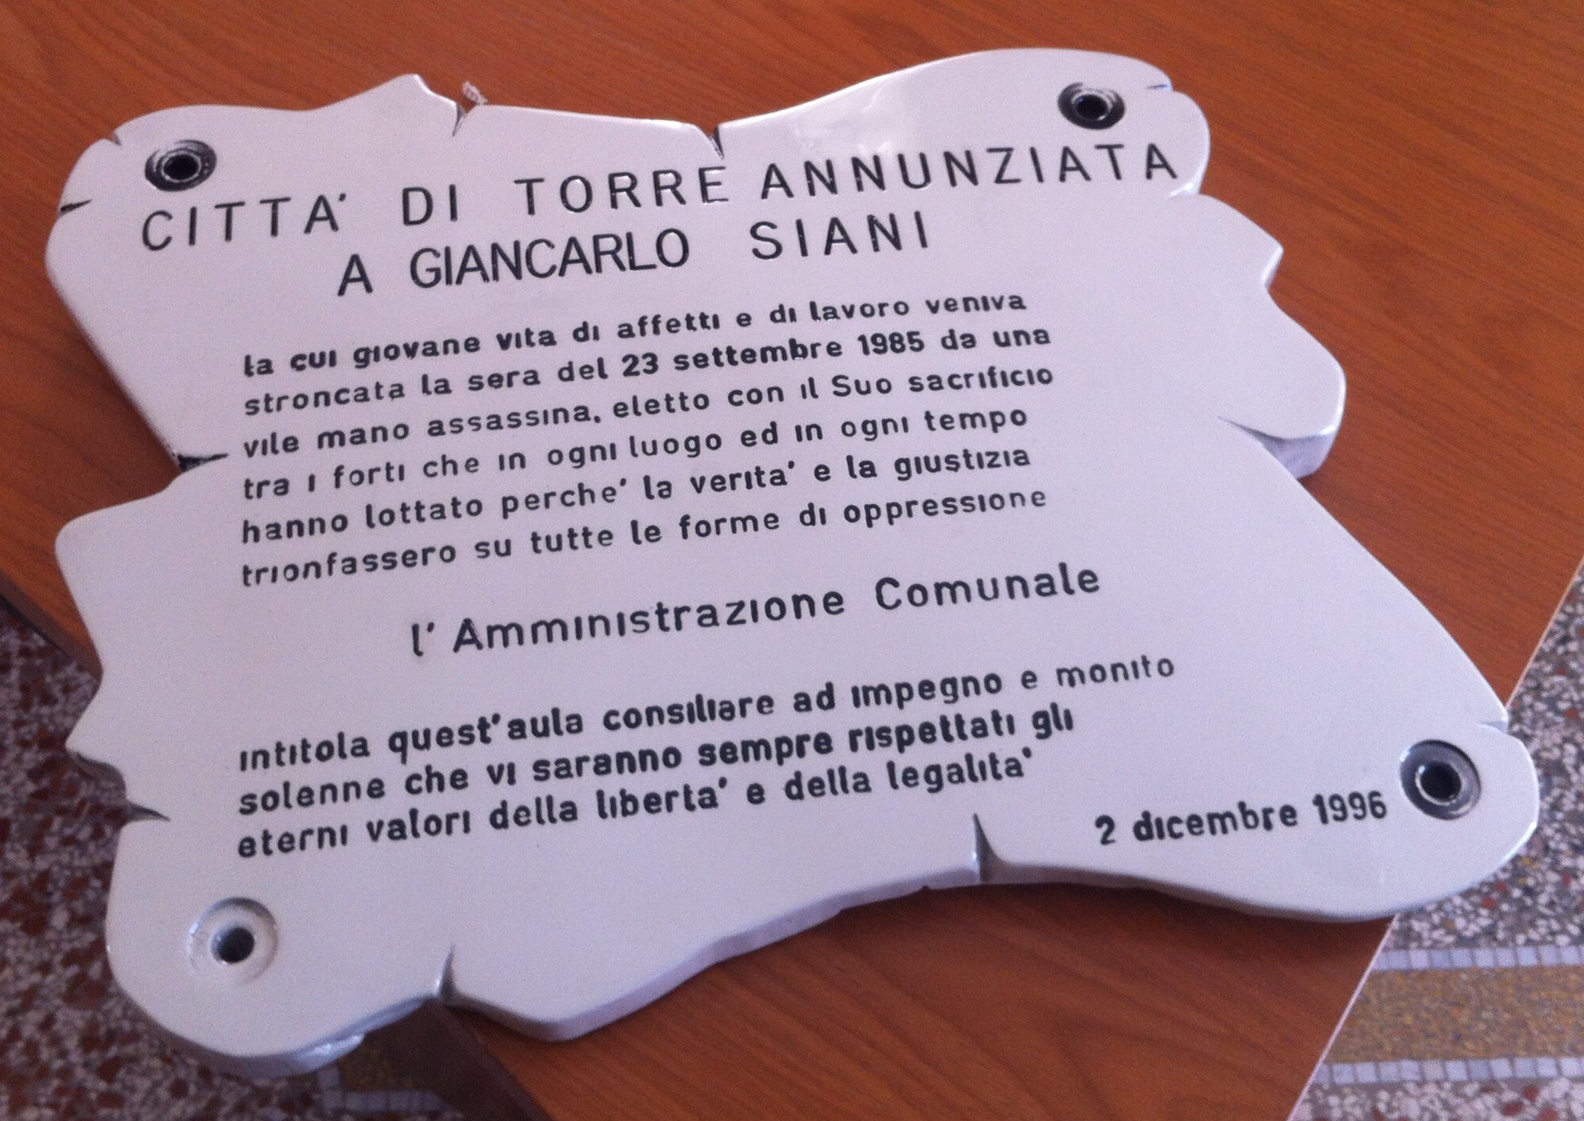 CITTA' DI TORRE ANNUNZIATA
A GIANCARLO SIANI
la cui giovane vita di affetti e di lavoro veniva
stroncata la sera del 23 settembre 1985 da una
vile mano assassina, eletto con il Suo sacrificio
tra i forti che in ogni luogo ed in ogni tempo
hanno lottato perche' la verita' e la giustizia
trionfassero su tutte le forme di oppressione
l' Amministrazione Comunale
intitola quest'aula consiliare ad impegno e monito
solenne che vi saranno sempre rispettati gli
eterni valori della liberta' e della legalita'
2 dicembre 1996